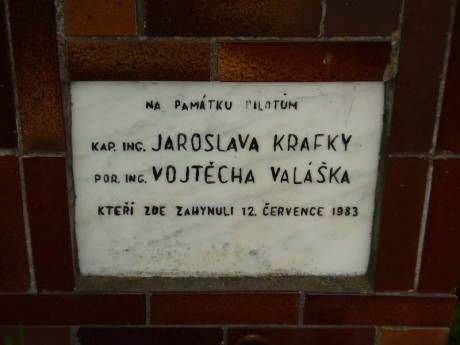 NA PAMÁTKU PILOTŮM
KAP. ING. JAROSLAVA KRAFKY
POR. ING. VOJTĚCHA VALÁŠKA
KTEŘÍ ZDE ZAHYNULI 12. ČERVENCE 1983